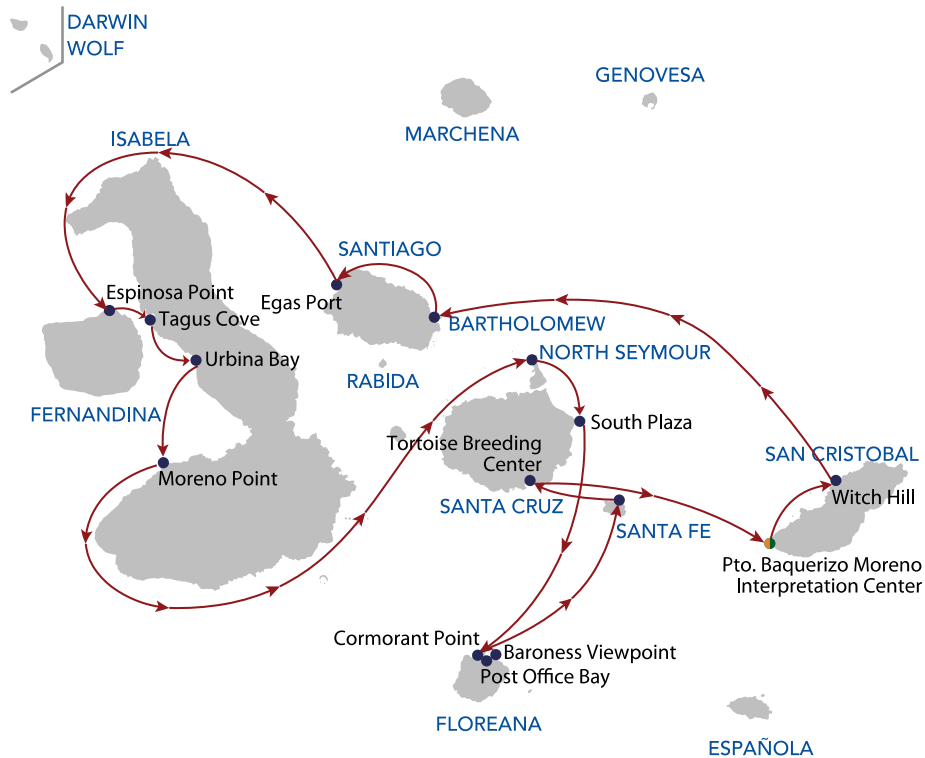 DARWIN
WOLF
GENOVESA
MARCHENA
ISABELA
SANTIAGO
Espinosa Point
Egas Port
Tagus Cove
BARTHOLOMEW
Urbina Bay
NORTH SEYMOUR
RABIDA
FERNANDINA
South Plaza
Tortoise Breeding
Center
SAN CRISTOBAL
Moreno Point
Witch Hill
SANTA CRUZ
SANTA FE
Pto. Baquerizo Moreno
Interpretation Center
Cormorant Point
Baroness Viewpoint
Post Office Bay
FLOREANA
ESPAÑOLA